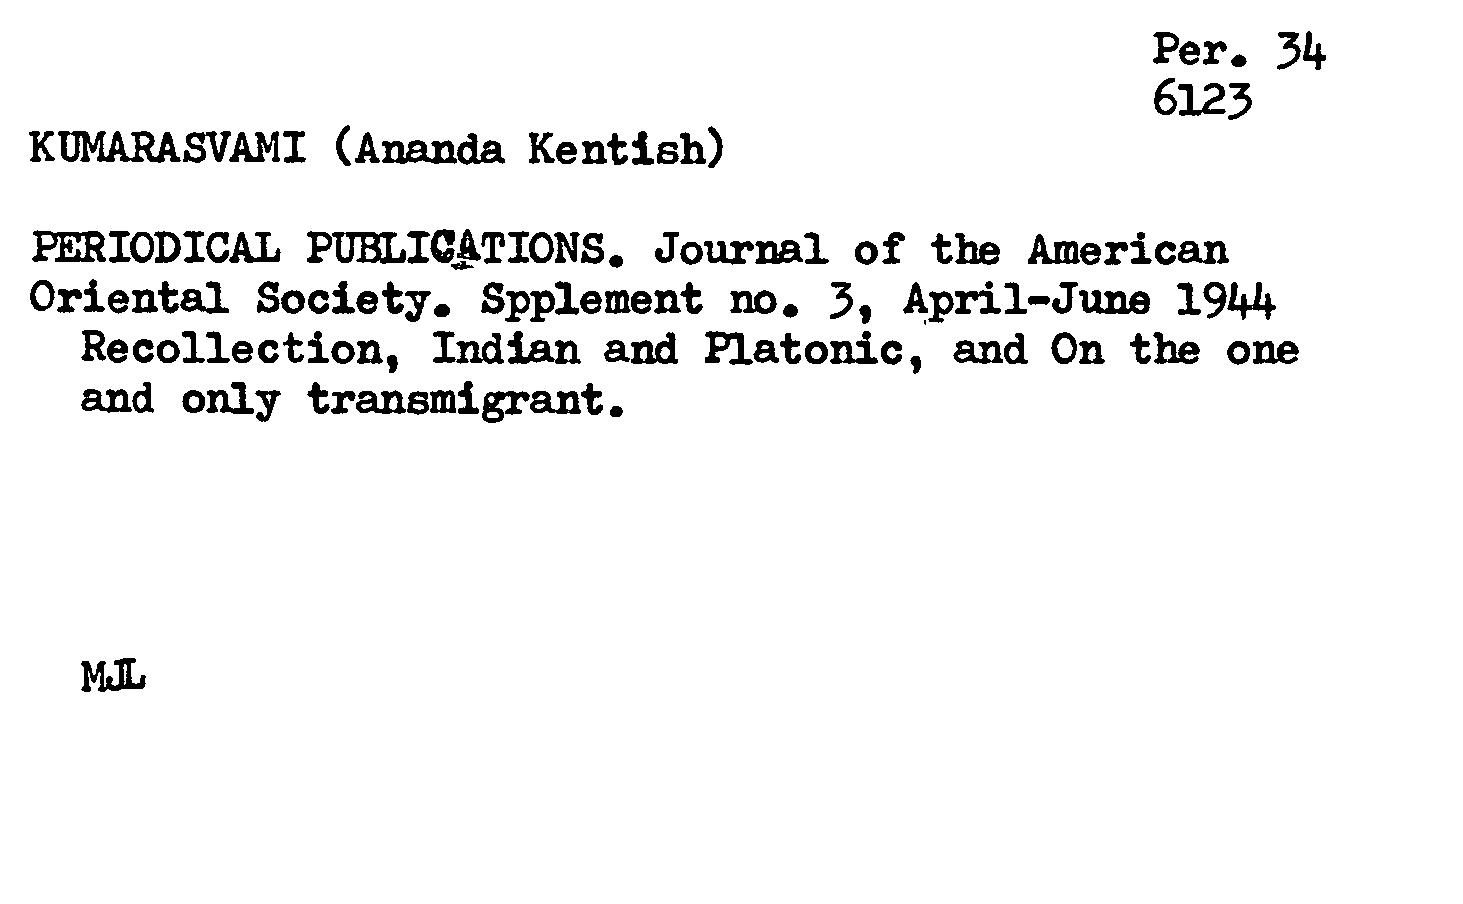 Per. 34
6123
KUMARASVAMI (Ananda Kentish)
PERIODICAL PUBLICATIONS. Journal of the American
Oriental Society. Spplement no. 3, April-June 1944
Recollection, Indian and Platonic, and On the one
and only transmigrant.
MJL